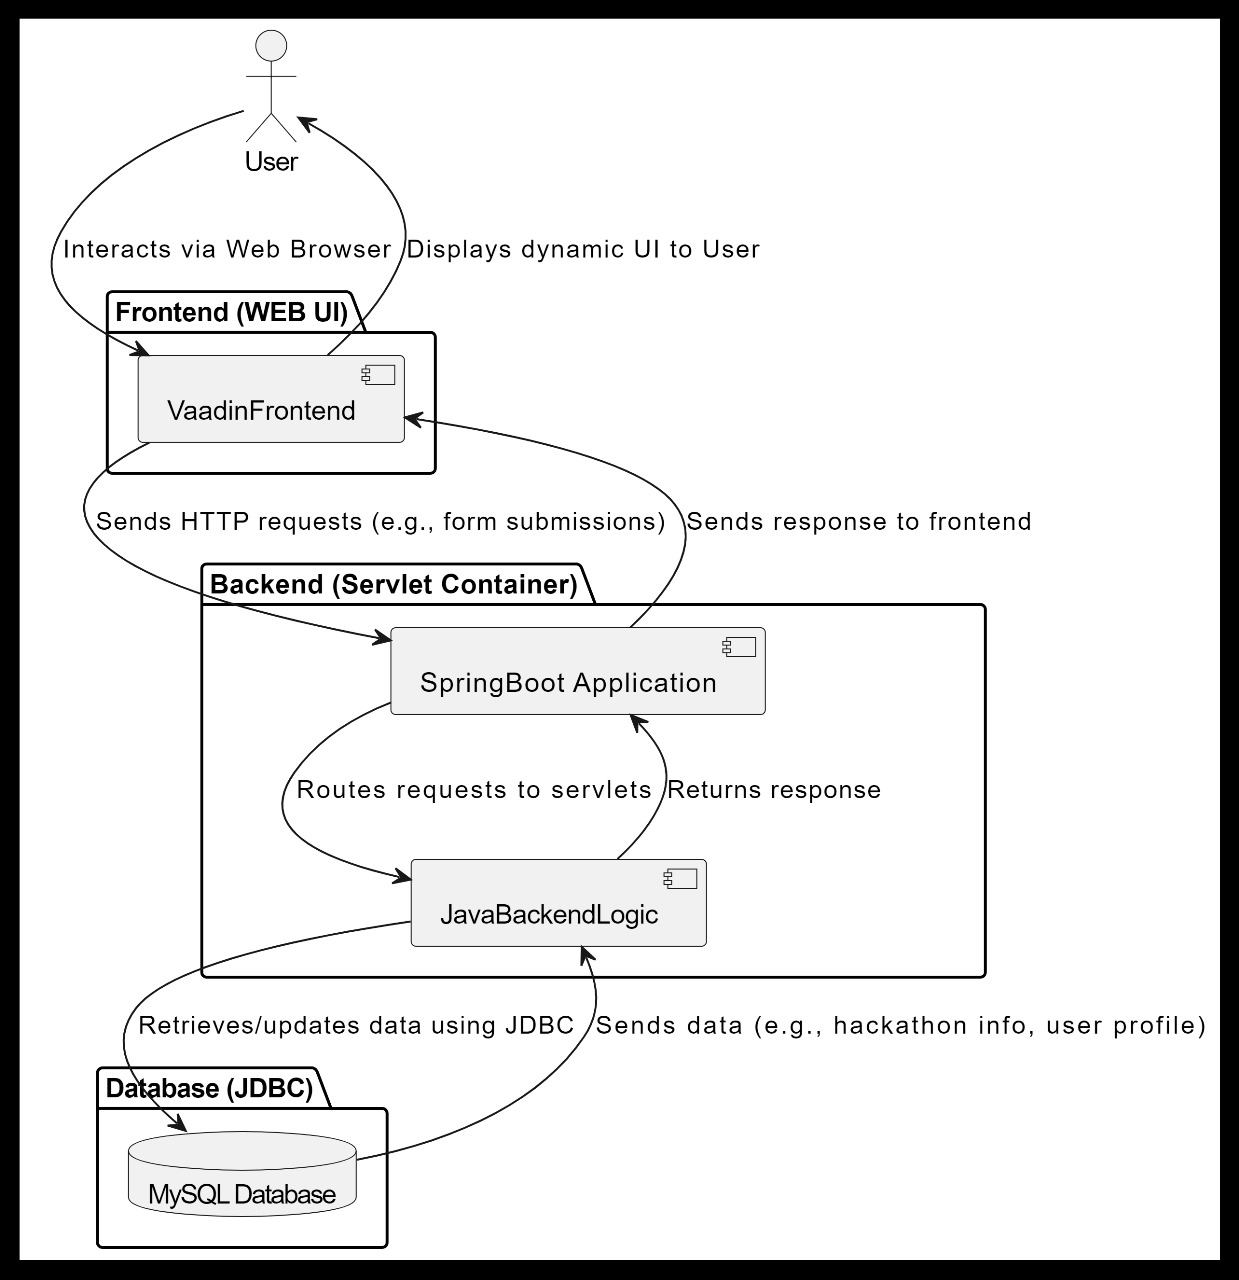 User
Interacts via Web Browser
Displays dynamic UI to User
Frontend (WEB UI)
VaadinFrontend
Sends HTTP requests (e.g., form submissions)
Sends response to frontend
Backend (Servlet Container)
SpringBoot Application
Routes requests to servlets
Returns response
JavaBackendLogic
Retrieves/updates data using JDBC
Sends data (e.g., hackathon info, user profile)
Database (JDBC)
MySQL Database